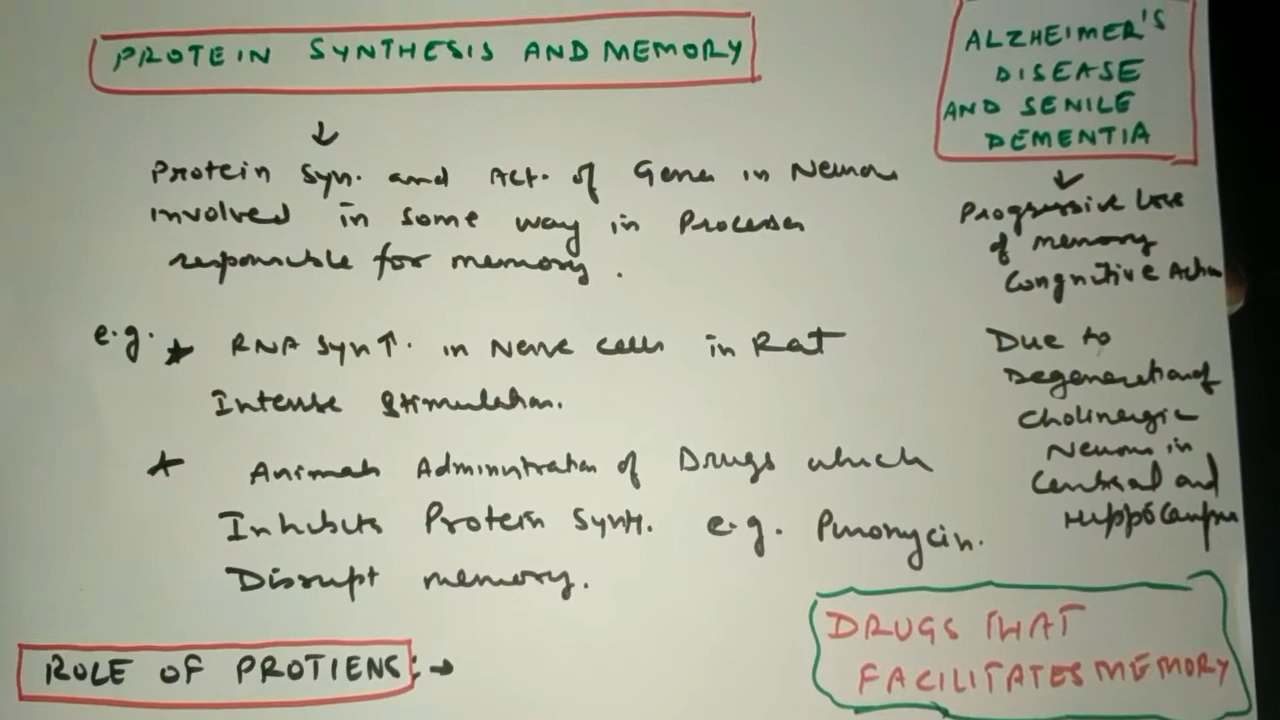 PROTEIN SYNTHESIS AND MEMORY
↓
Protein Syn. and Act. of Gene in Neuron
involved in some way in Processes
responsible for memory.
e.g. ★ RNA Syn↑. in Nerve cells in Rat
Intense Stimulation.
★ Animals Administration of Drugs which
Inhibits Protein Synth. e.g. Puromycin.
Disrupt memory.
ROLE OF PROTIENS :→
ALZHEIMER'S
DISEASE
AND SENILE
DEMENTIA
↓
Progressive Loss
of memory
Congnitive Action
Due to
Degeneration of
Cholinergic
Neurons in
Cerebral and
Hippocampus
DRUGS THAT
FACILITATES MEMORY